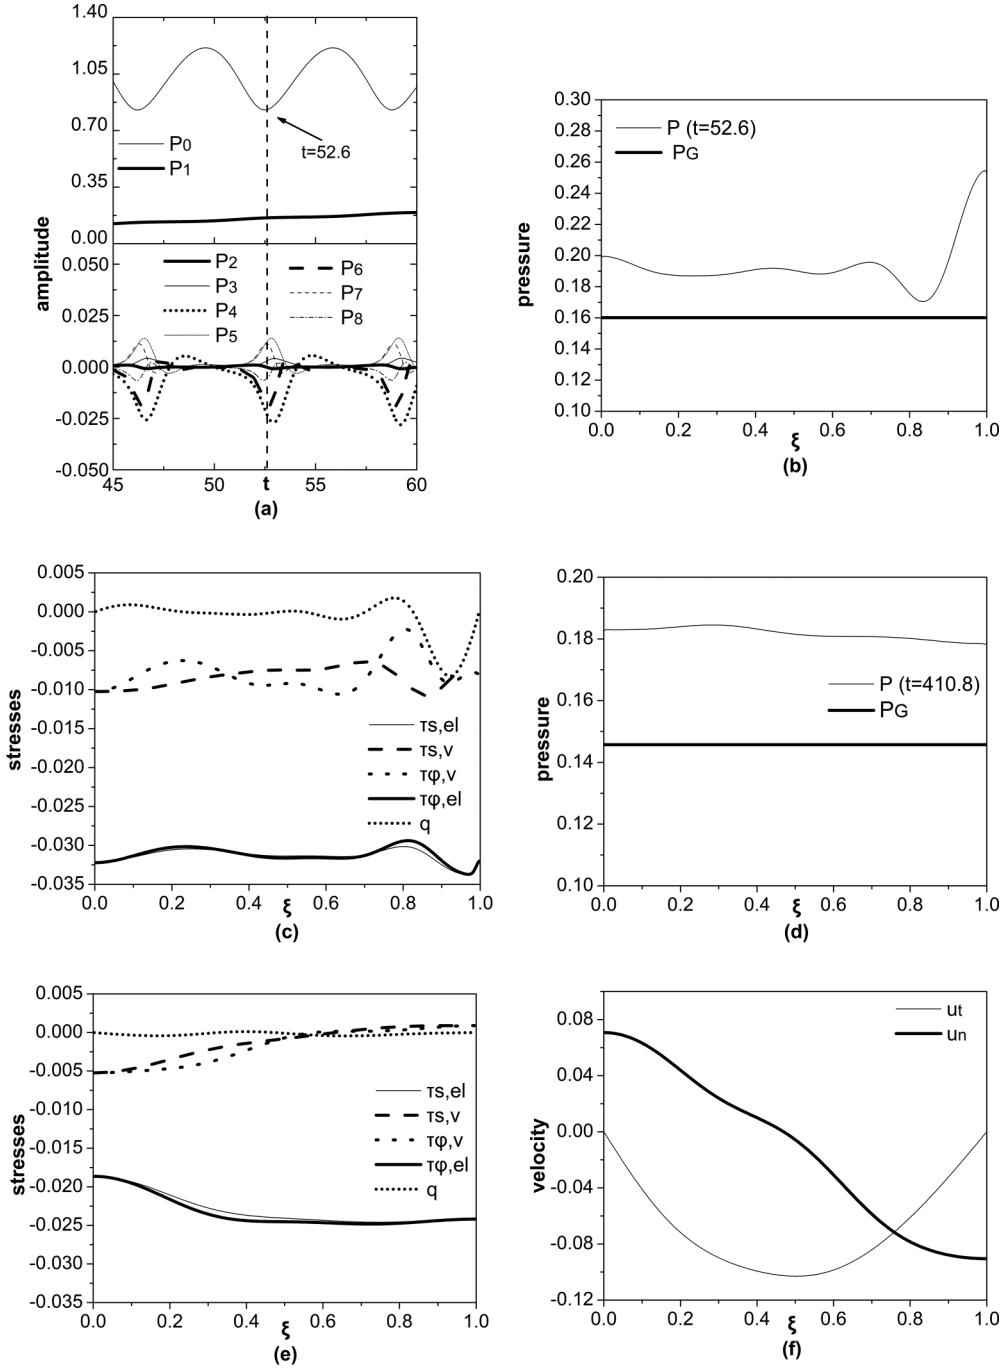 1.40
1.05
0.70
0.35
0.00
P0
P1
t=52.6
amplitude
0.050
0.025
0.000
-0.025
-0.050
P2
P3
P4
P5
P6
P7
P8
45 50 55 60
t
(a)
0.30
0.28
0.26
0.24
0.22
0.20
0.18
0.16
0.14
0.12
0.10
P (t=52.6)
PG
pressure
0.0 0.2 0.4 0.6 0.8 1.0
ξ
(b)
0.005
0.000
-0.005
-0.010
-0.015
-0.020
-0.025
-0.030
-0.035
stresses
τs,el
τs,v
τφ,v
τφ,el
q
0.0 0.2 0.4 0.6 0.8 1.0
ξ
(c)
0.20
0.18
0.16
0.14
0.12
0.10
pressure
P (t=410.8)
PG
0.0 0.2 0.4 0.6 0.8 1.0
ξ
(d)
0.005
0.000
-0.005
-0.010
-0.015
-0.020
-0.025
-0.030
-0.035
stresses
τs,el
τs,v
τφ,v
τφ,el
q
0.0 0.2 0.4 0.6 0.8 1.0
ξ
(e)
0.08
0.04
0.00
-0.04
-0.08
-0.12
velocity
ut
un
0.0 0.2 0.4 0.6 0.8 1.0
ξ
(f)